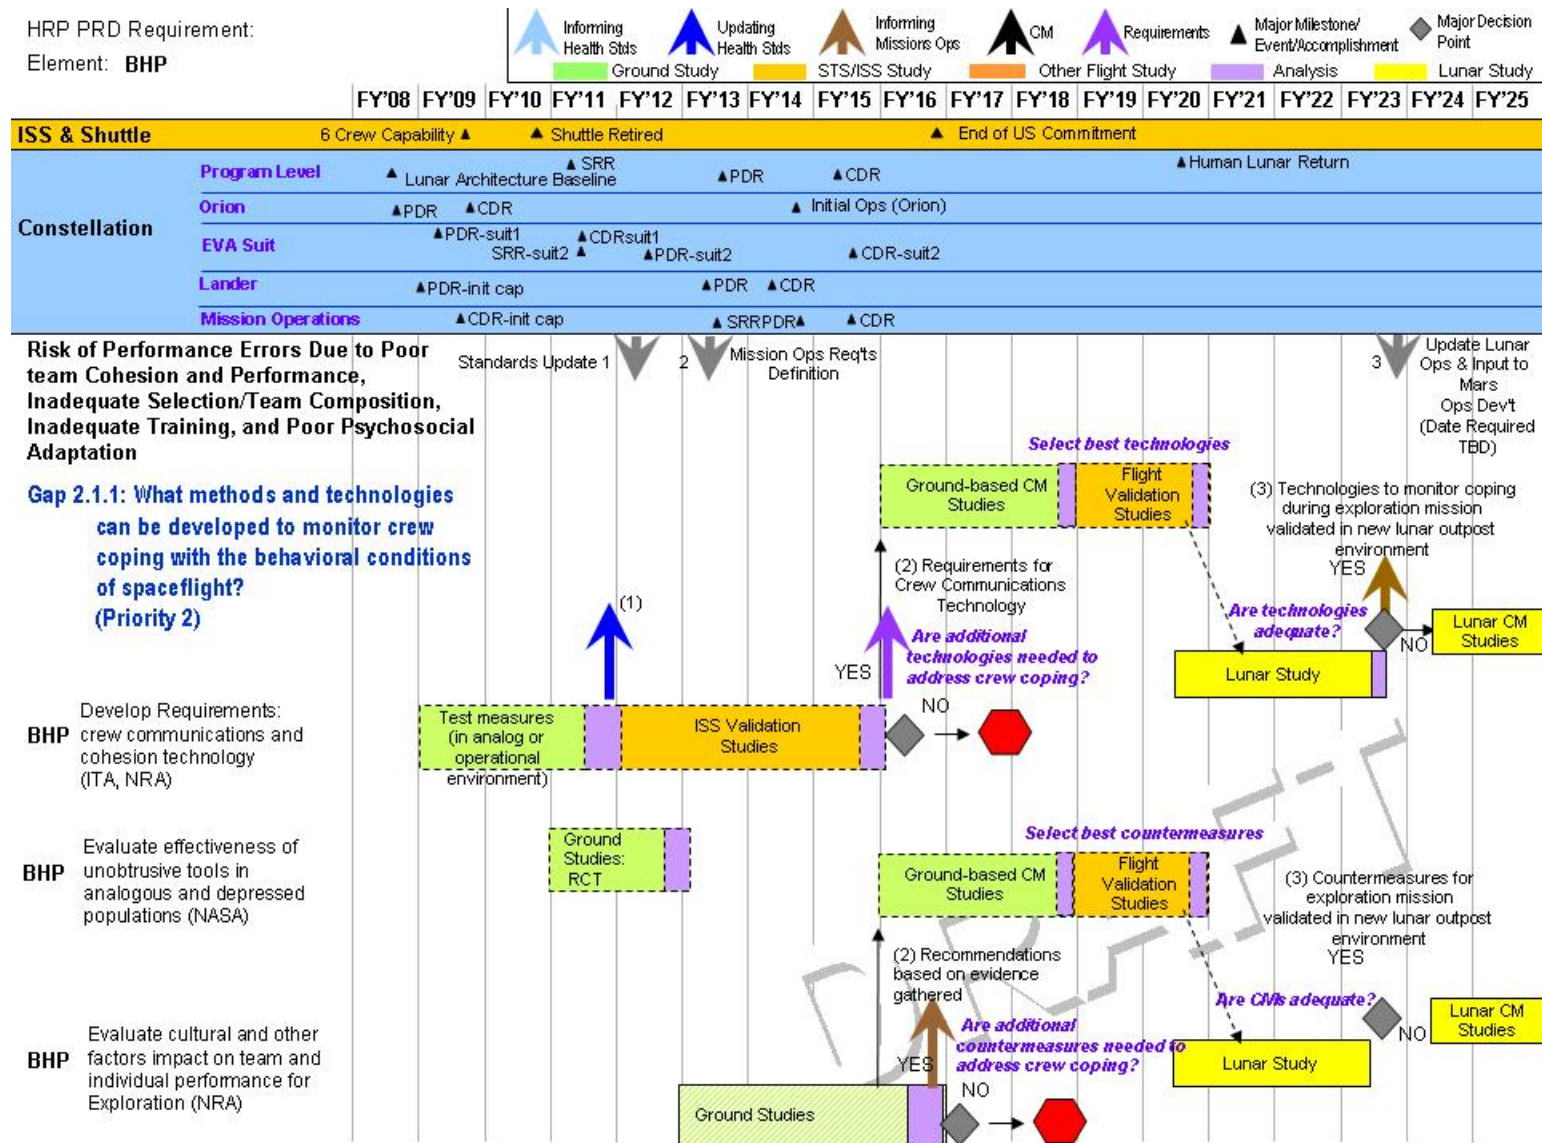 HRP PRD Requirement:
Element: BHP
Informing
Health Stds
Updating
Health Stds
Informing
Missions Ops
CM
Requirements
Major Milestone/
Event/Accomplishment
Major Decision
Point
Ground Study
STS/ISS Study
Other Flight Study
Analysis
Lunar Study
FY'08 FY'09 FY'10 FY'11 FY'12 FY'13 FY'14 FY'15 FY'16 FY'17 FY'18 FY'19 FY'20 FY'21 FY'22 FY'23 FY'24 FY'25
ISS & Shuttle
6 Crew Capability
Shuttle Retired
End of US Commitment
Constellation
Program Level
Lunar Architecture Baseline
SRR
PDR
CDR
Human Lunar Return
Orion
PDR
CDR
Initial Ops (Orion)
EVA Suit
PDR-suit1
SRR-suit2
CDRsuit1
PDR-suit2
CDR-suit2
Lander
PDR-init cap
PDR
CDR
Mission Operations
CDR-init cap
SRR
PDR
CDR
Risk of Performance Errors Due to Poor
team Cohesion and Performance,
Inadequate Selection/Team Composition,
Inadequate Training, and Poor Psychosocial
Adaptation
Standards Update 1
2
Mission Ops Req'ts
Definition
3
Update Lunar
Ops & Input to
Mars
Ops Dev't
(Date Required
TBD)
Gap 2.1.1: What methods and technologies
can be developed to monitor crew
coping with the behavioral conditions
of spaceflight?
(Priority 2)
Select best technologies
Ground-based CM
Studies
Flight
Validation
Studies
(3) Technologies to monitor coping
during exploration mission
validated in new lunar outpost
environment
YES
(1)
(2) Requirements for
Crew Communications
Technology
Are additional
technologies needed to
address crew coping?
YES
Are technologies
adequate?
NO
Lunar CM
Studies
Lunar Study
BHP
Develop Requirements:
crew communications and
cohesion technology
(ITA, NRA)
Test measures
(in analog or
operational
environment)
ISS Validation
Studies
NO
BHP
Evaluate effectiveness of
unobtrusive tools in
analogous and depressed
populations (NASA)
Ground
Studies:
RCT
Select best countermeasures
Ground-based CM
Studies
Flight
Validation
Studies
(3) Countermeasures for
exploration mission
validated in new lunar outpost
environment
YES
(2) Recommendations
based on evidence
gathered
Are additional
countermeasures needed to
address crew coping?
YES
Are CMs adequate?
NO
Lunar CM
Studies
Lunar Study
BHP
Evaluate cultural and other
factors impact on team and
individual performance for
Exploration (NRA)
Ground Studies
NO
DRAFT